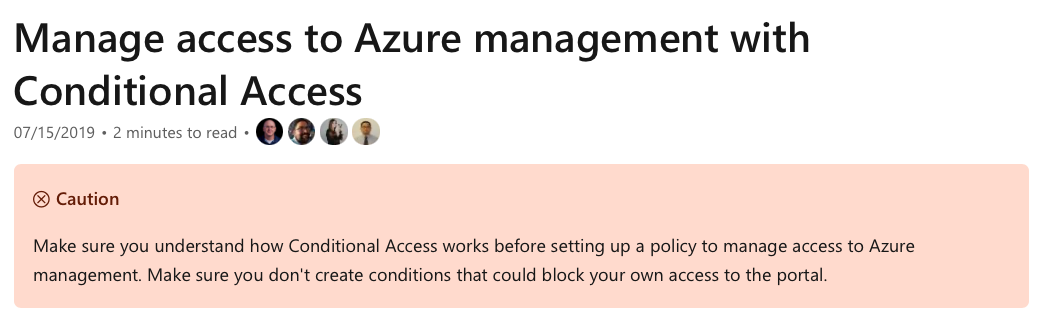 Manage access to Azure management with
Conditional Access
07/15/2019 • 2 minutes to read •
Caution
Make sure you understand how Conditional Access works before setting up a policy to manage access to Azure
management. Make sure you don't create conditions that could block your own access to the portal.